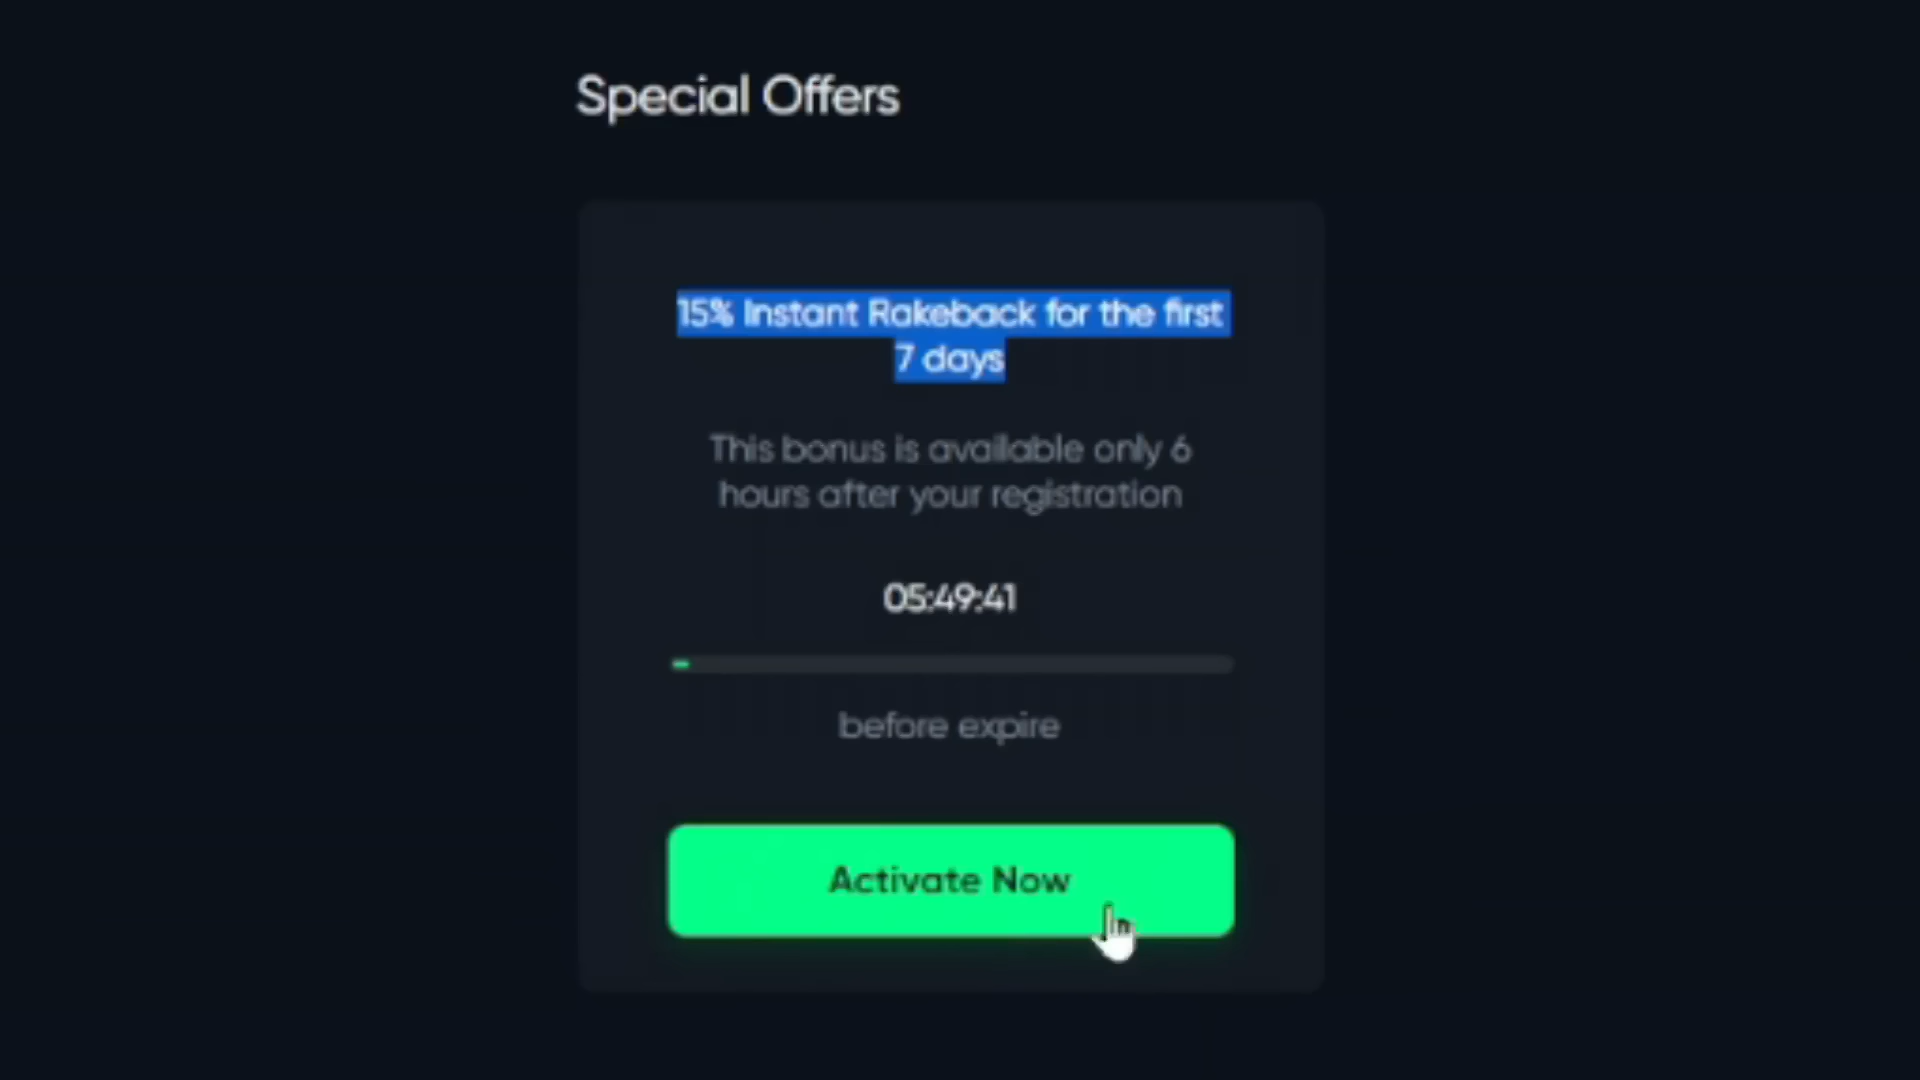 Special Offers
15% Instant Rakeback for the first
7 days
This bonus is available only 6
hours after your registration
05:49:41
before expire
Activate Now